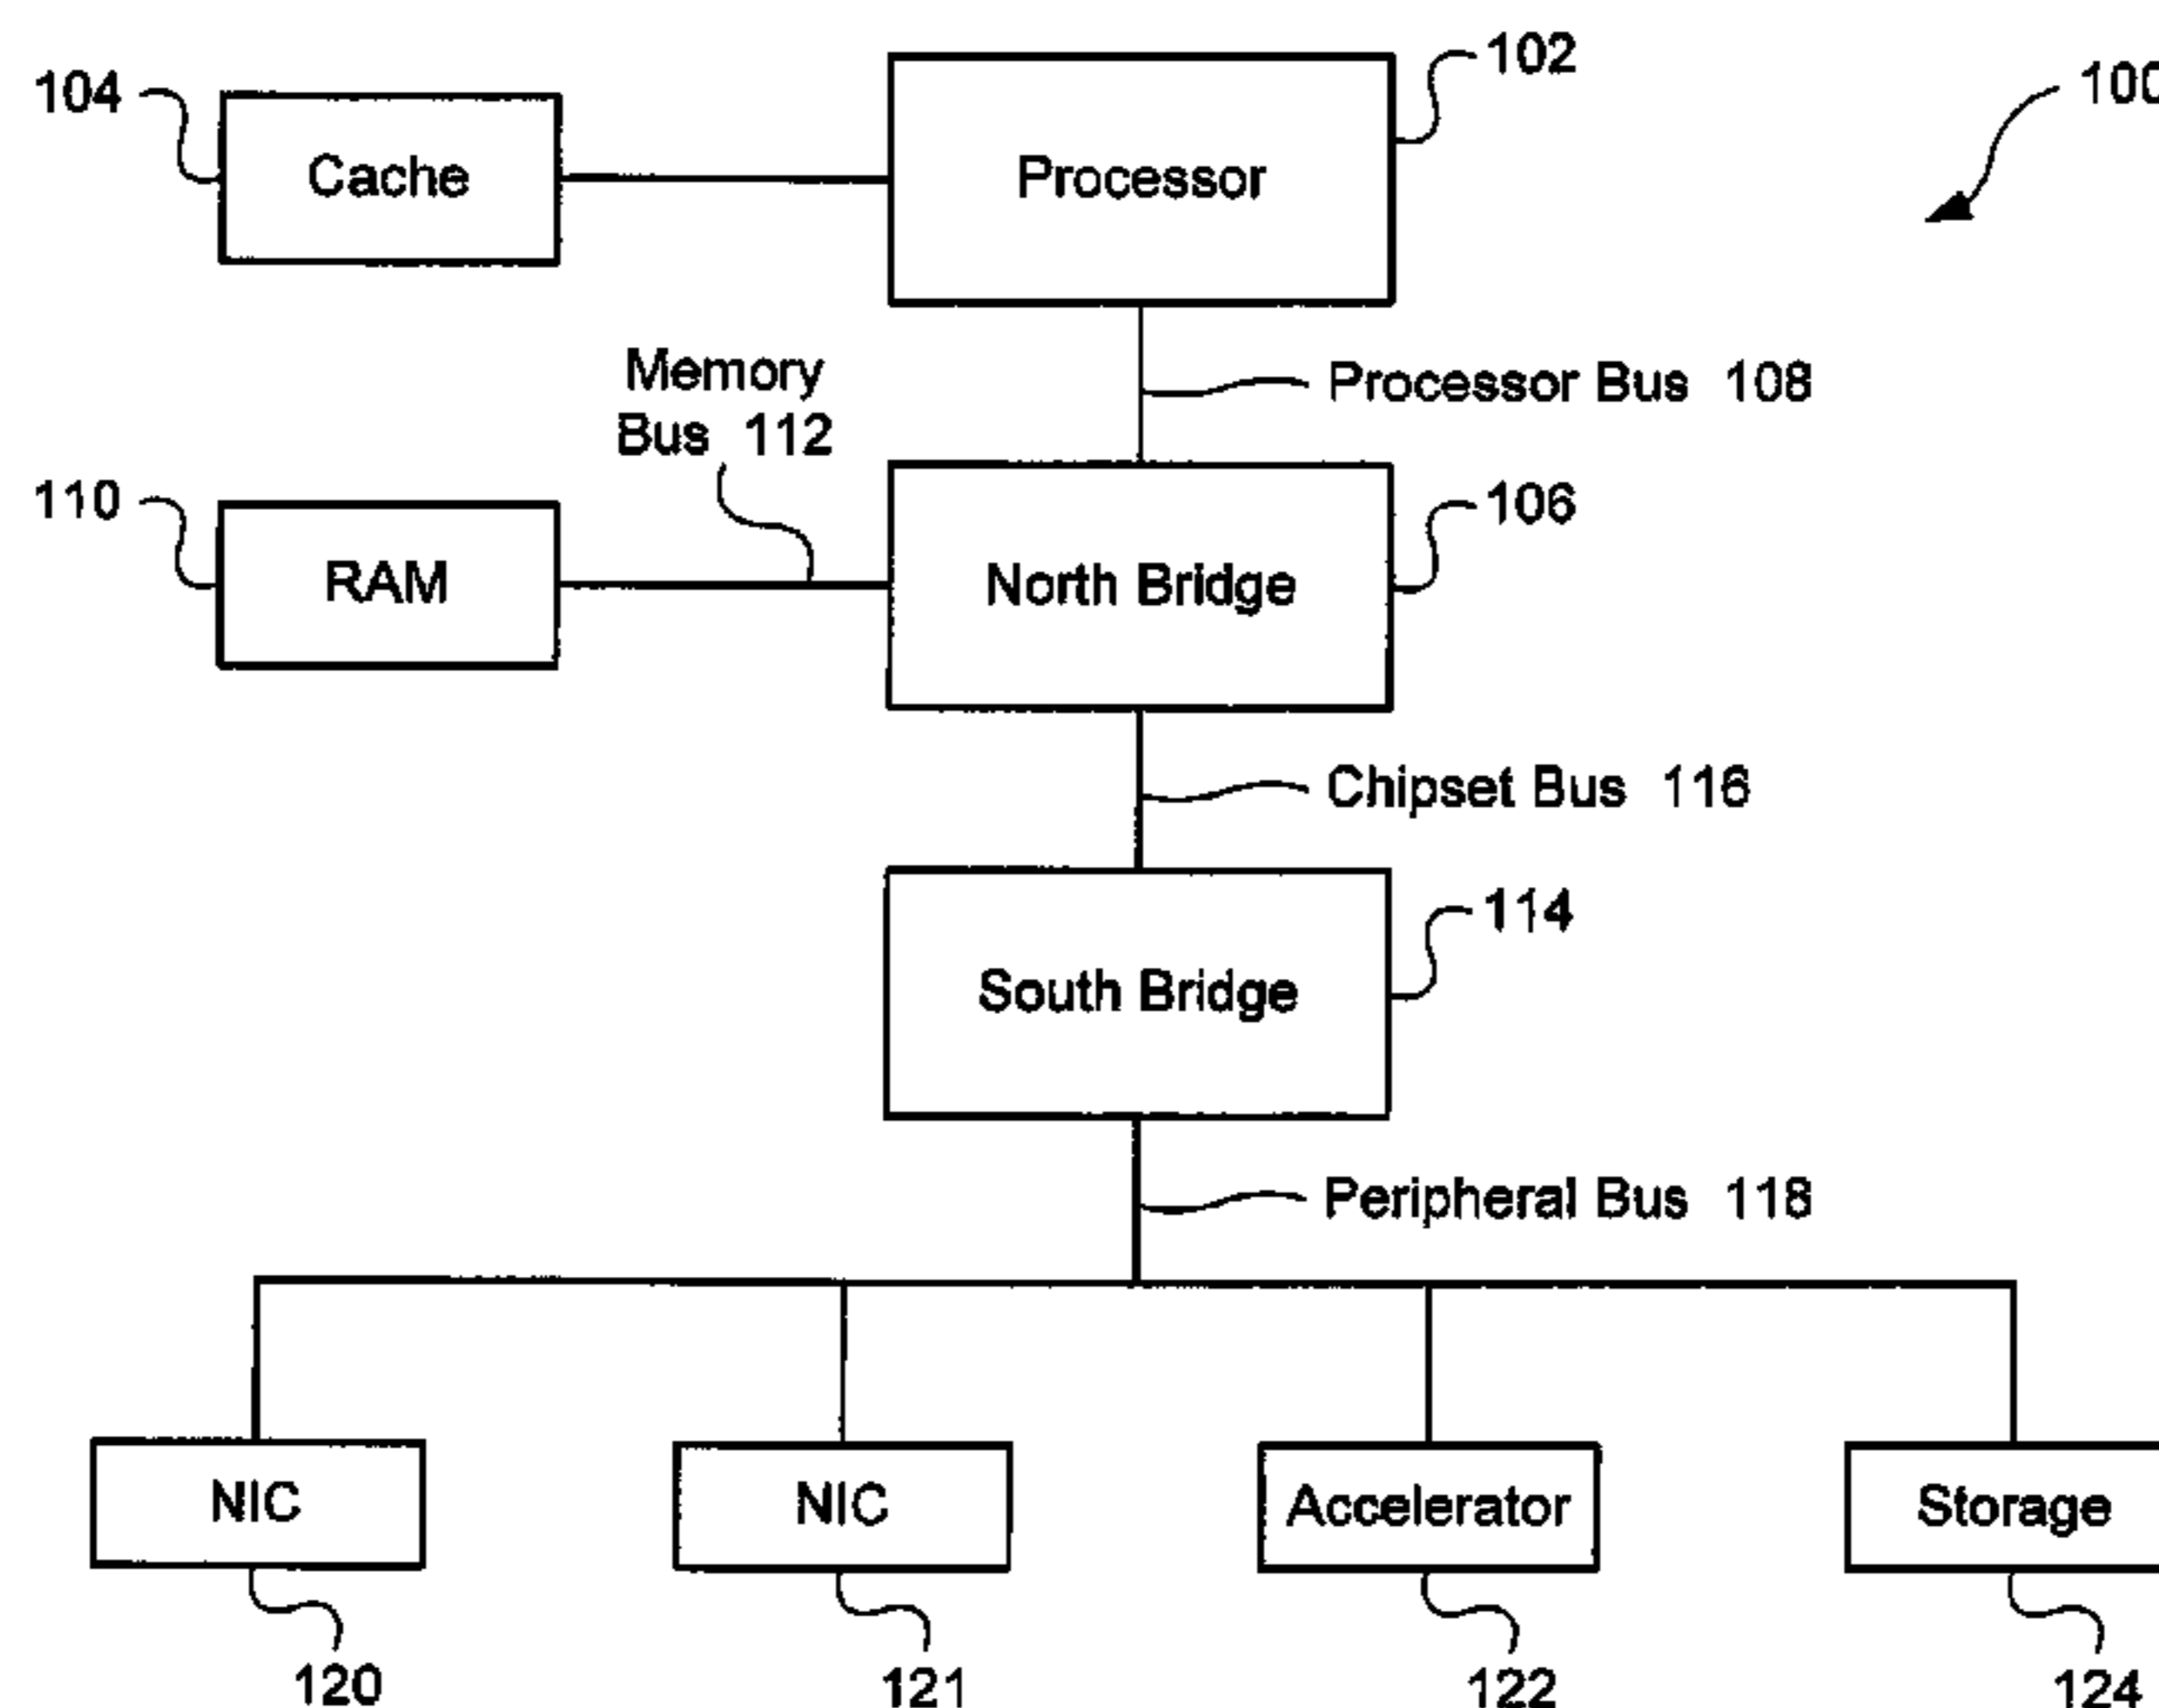 104
Cache
Processor
102
100
Memory
Bus 112
Processor Bus 108
110
RAM
North Bridge
106
Chipset Bus 116
South Bridge
114
Peripheral Bus 118
NIC
NIC
Accelerator
Storage
120
121
122
124